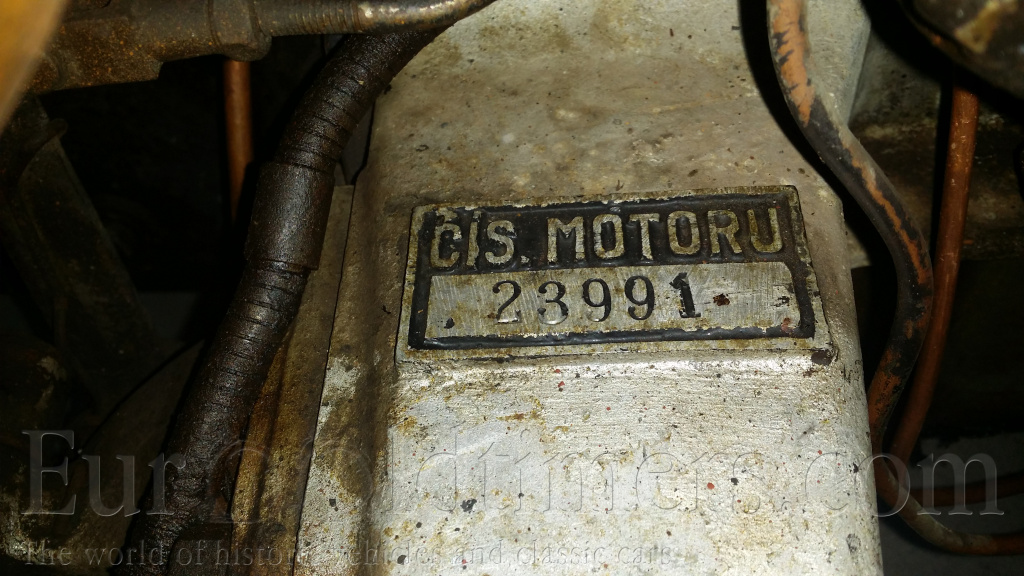 ČÍS. MOTORU
23991
EuroOldtimers.com
The world of historic vehicles and classic cars